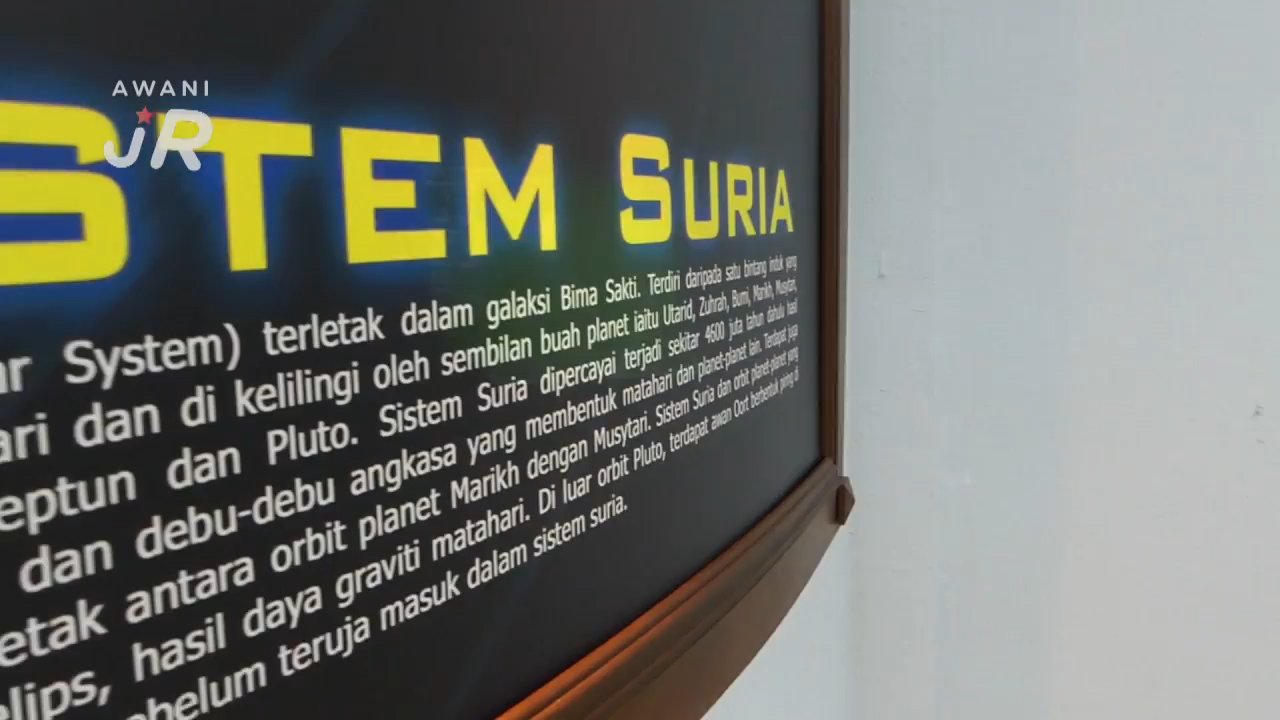 AWANI
JR
STEM SURIA
ar System) terletak dalam galaksi Bima Sakti. Terdiri daripada satu bintang induk yang
ari dan di kelilingi oleh sembilan buah planet iaitu Utarid, Zuhrah, Bumi, Marikh, Musytari,
eptun dan Pluto. Sistem Suria dipercayai terjadi sekitar 4600 juta tahun dahulu hasil
dan debu-debu angkasa yang membentuk matahari dan planet-planet lain. Terdapat juga
etak antara orbit planet Marikh dengan Musytari. Sistem Suria dan orbit planet-planet yang
elips, hasil daya graviti matahari. Di luar orbit Pluto, terdapat awan Oort berbentuk piring di
ebelum teruja masuk dalam sistem suria.